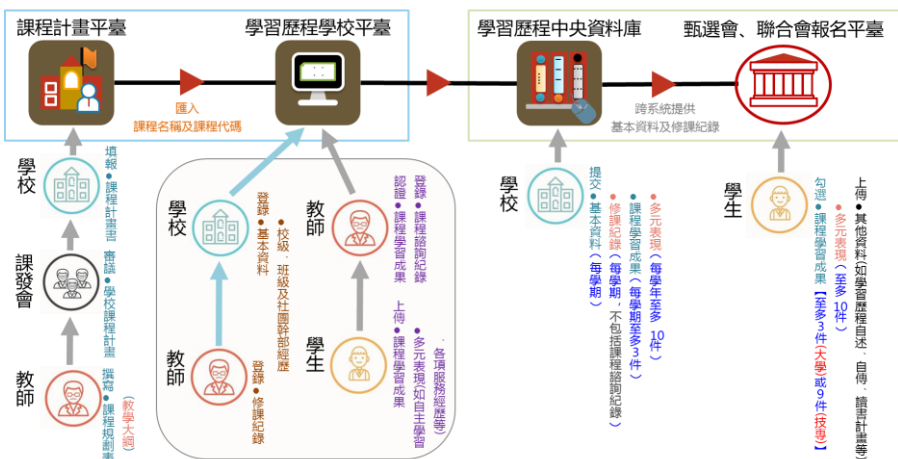 課程計畫平臺
學習歷程學校平臺
學習歷程中央資料庫
甄選會、聯合會報名平臺
匯入
課程名稱及課程代碼
跨系統提供
基本資料及修課紀錄
學校
填報●課程計畫書
課發會
審議●學校課程計畫
教師
撰寫●課程規劃表
(教學大綱)
學校
登錄●基本資料
●校級、班級及社團幹部經歷
教師
登錄●修課紀錄
教師
登錄●課程諮詢紀錄
認證●課程學習成果
學生
上傳●課程學習成果
●多元表現(如自主學習
、各項服務經歷等)
學校
提交●基本資料(每學期)
●修課紀錄(每學期,不包括課程諮詢紀錄)
●課程學習成果(每學期至多3件)
●多元表現(每學年至多10件)
學生
勾選●課程學習成果【至多3件(大學)或9件(技專)】
●多元表現(至多10件)
上傳●其他資料(如學習歷程自述、自傳、讀書計畫等)